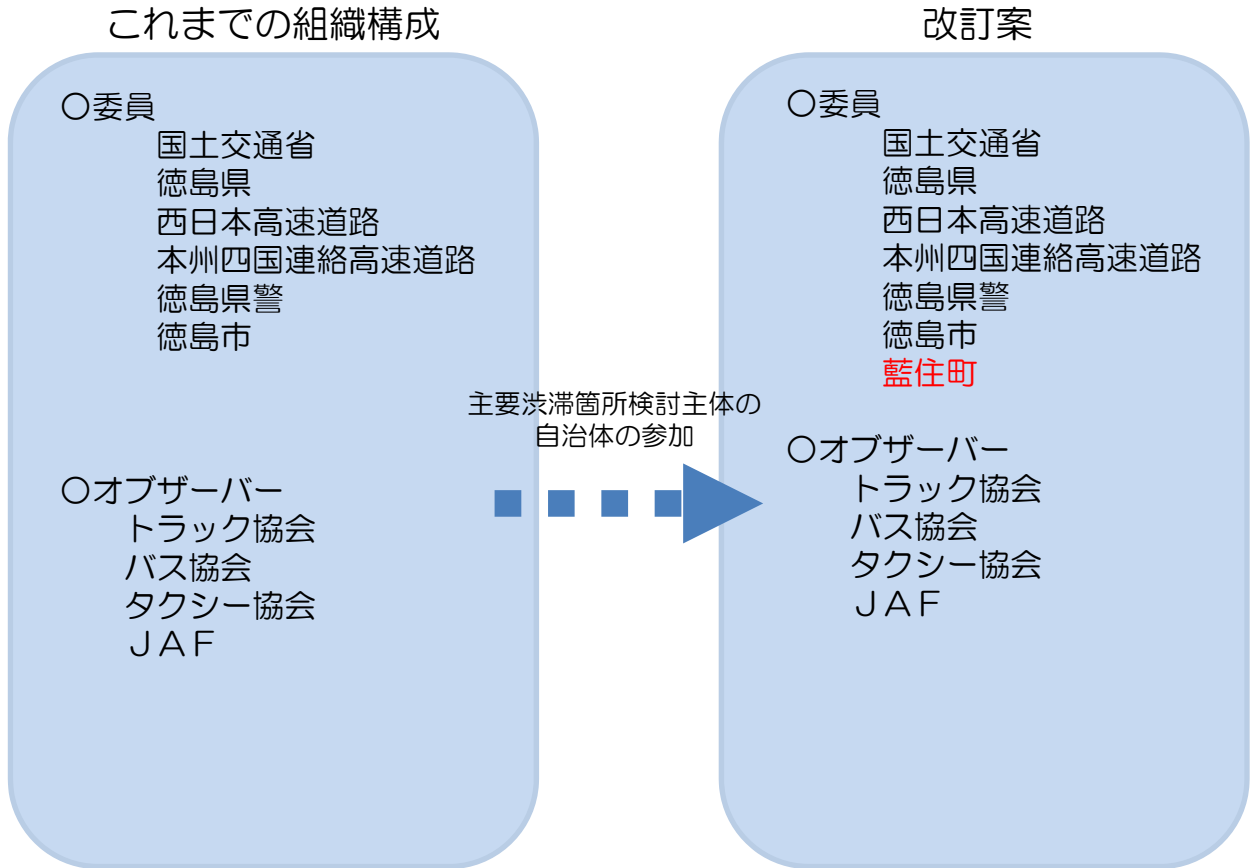 これまでの組織構成
〇委員
国土交通省
徳島県
西日本高速道路
本州四国連絡高速道路
徳島県警
徳島市
〇オブザーバー
トラック協会
バス協会
タクシー協会
ＪＡＦ
主要渋滞箇所検討主体の
自治体の参加
改訂案
〇委員
国土交通省
徳島県
西日本高速道路
本州四国連絡高速道路
徳島県警
徳島市
藍住町
〇オブザーバー
トラック協会
バス協会
タクシー協会
ＪＡＦ